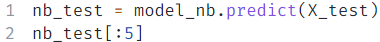 1 nb_test = model_nb.predict(X_test)
2 nb_test[:5]